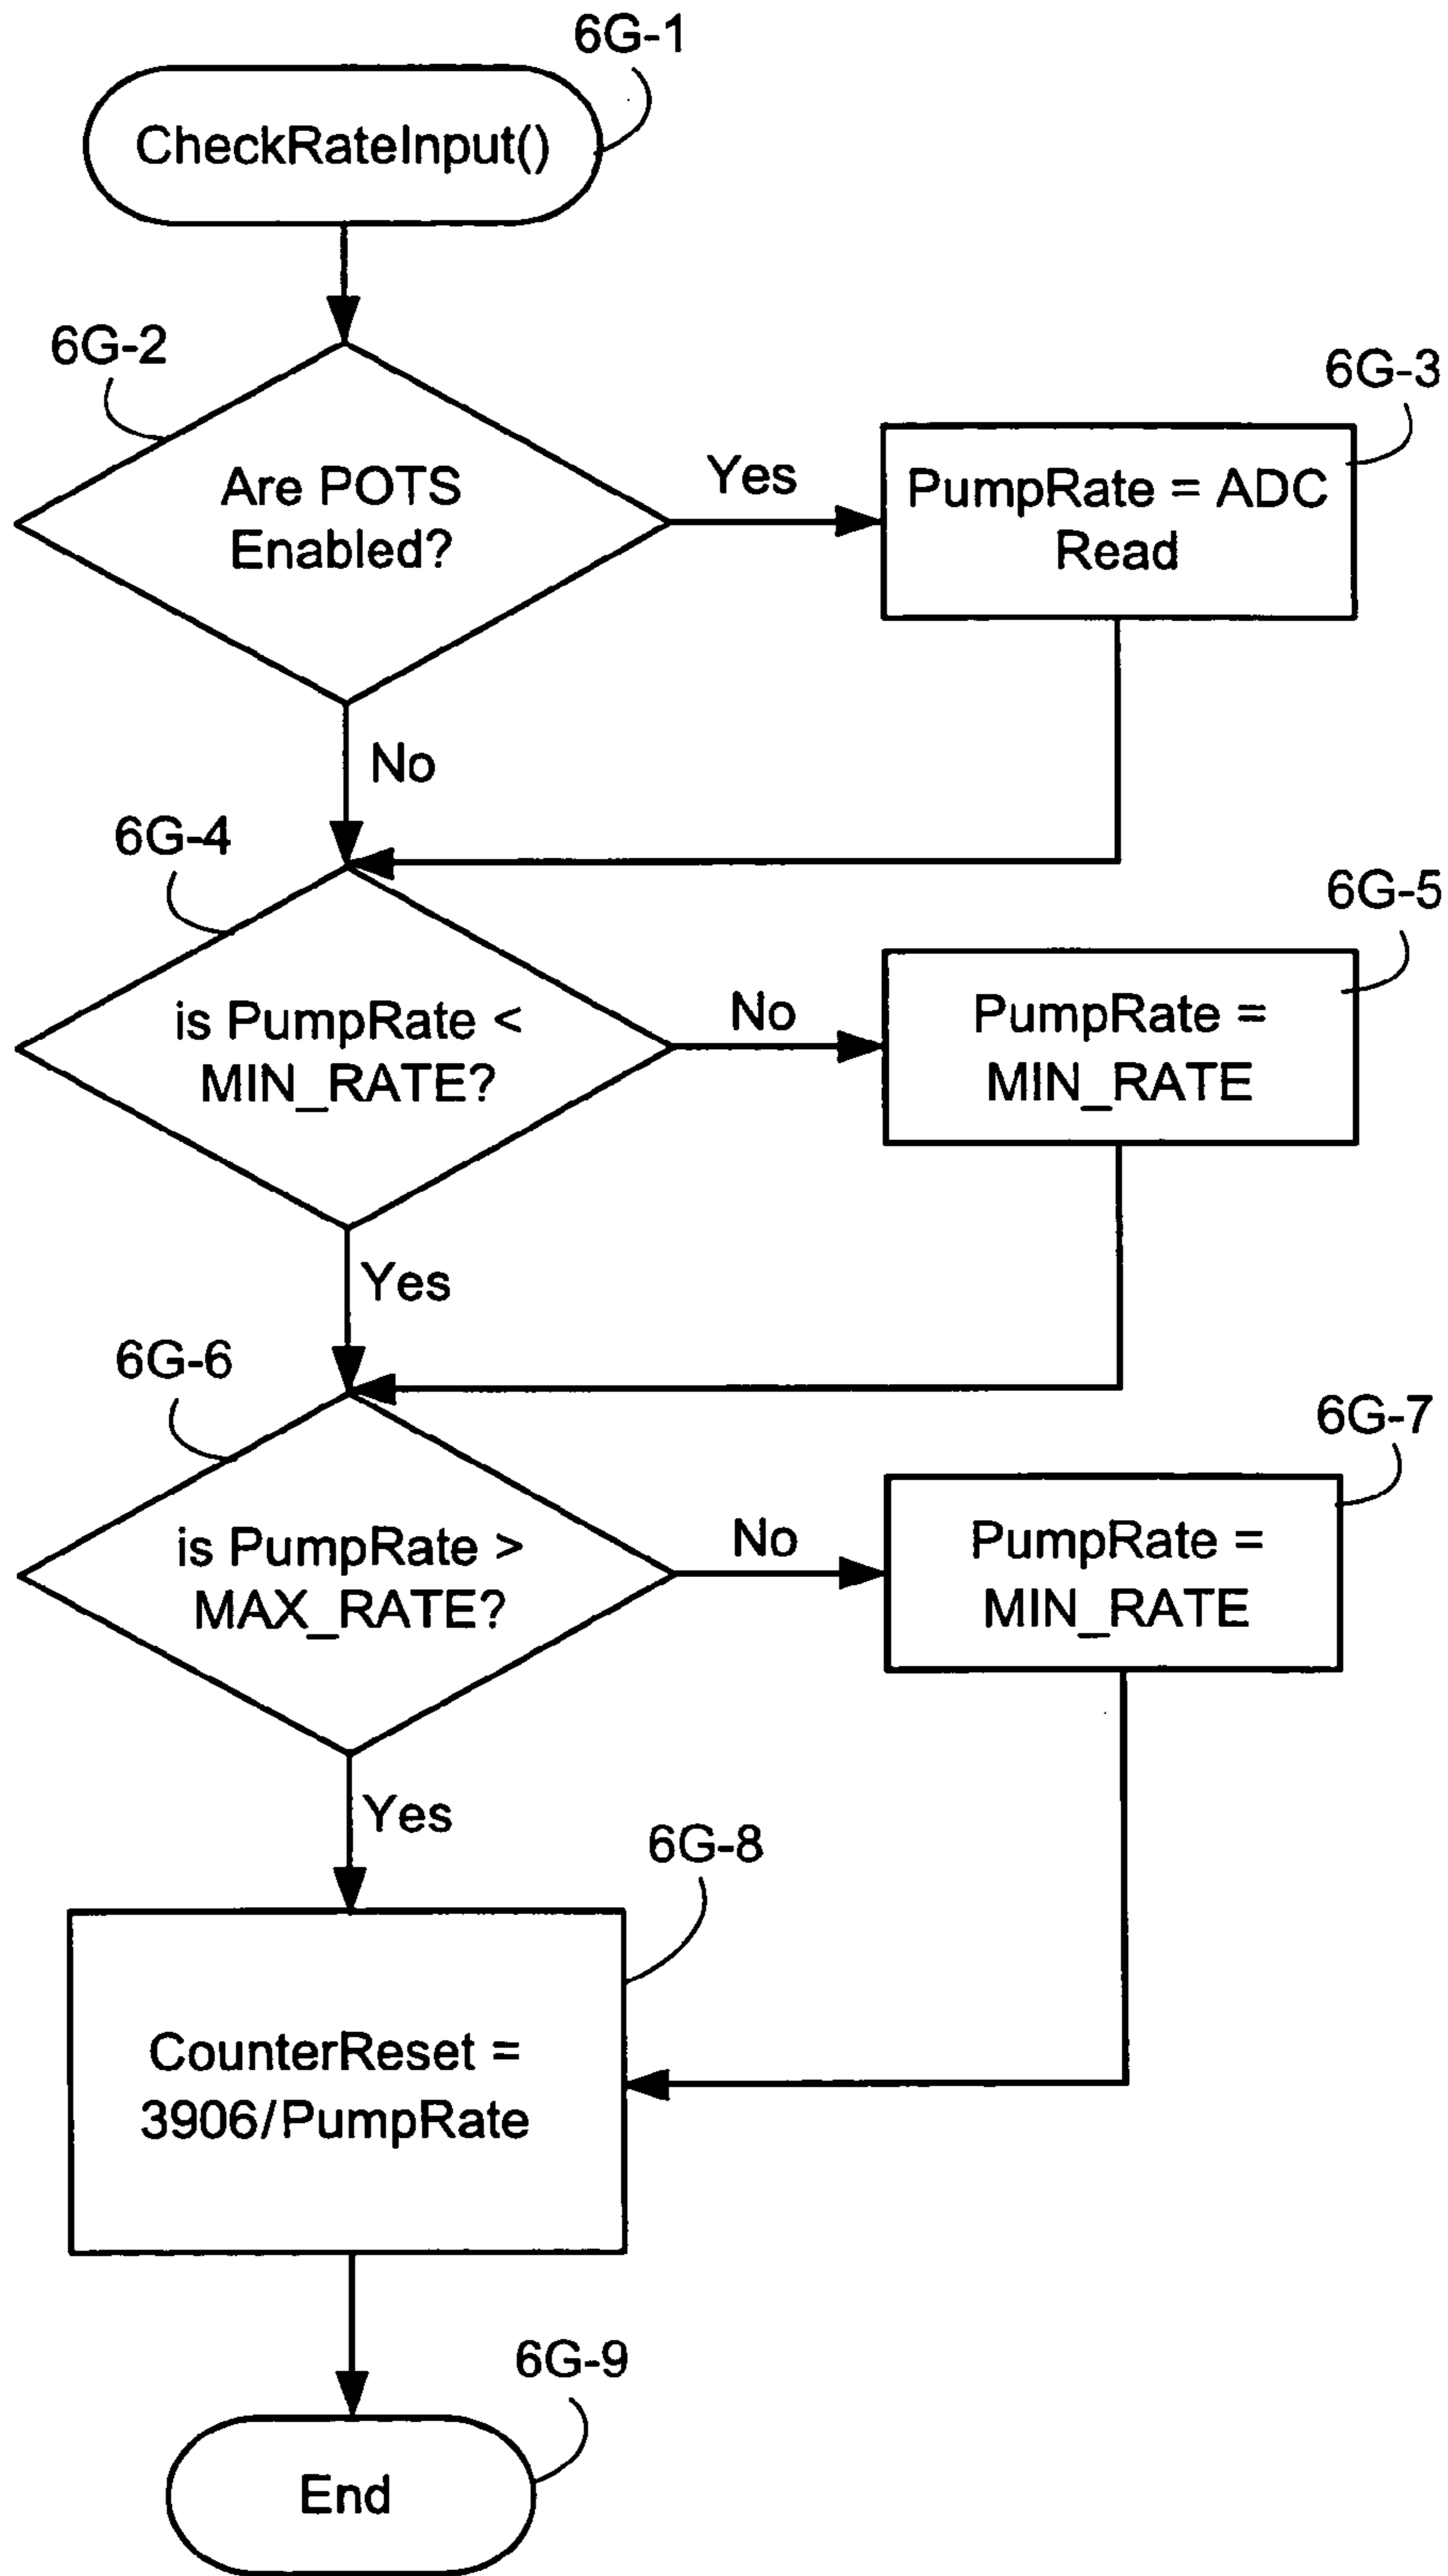 6G-1
CheckRateInput()
6G-2
Are POTS
Enabled?
Yes
6G-3
PumpRate = ADC
Read
No
6G-4
is PumpRate <
MIN_RATE?
No
6G-5
PumpRate =
MIN_RATE
Yes
6G-6
is PumpRate >
MAX_RATE?
No
6G-7
PumpRate =
MIN_RATE
Yes
6G-8
CounterReset =
3906/PumpRate
6G-9
End